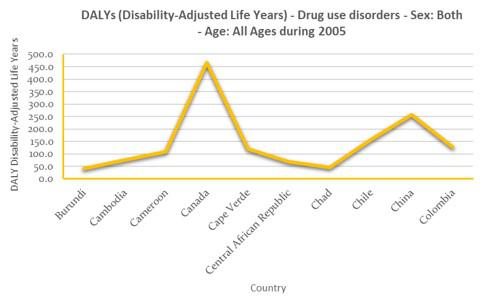 DALYs (Disability-Adjusted Life Years) - Drug use disorders - Sex: Both
- Age: All Ages during 2005
DALY Disability-Adjusted Life Years
500.0
450.0
400.0
350.0
300.0
250.0
200.0
150.0
100.0
50.0
0.0
Burundi
Cambodia
Cameroon
Canada
Cape Verde
Central African Republic
Chad
Chile
China
Colombia
Country